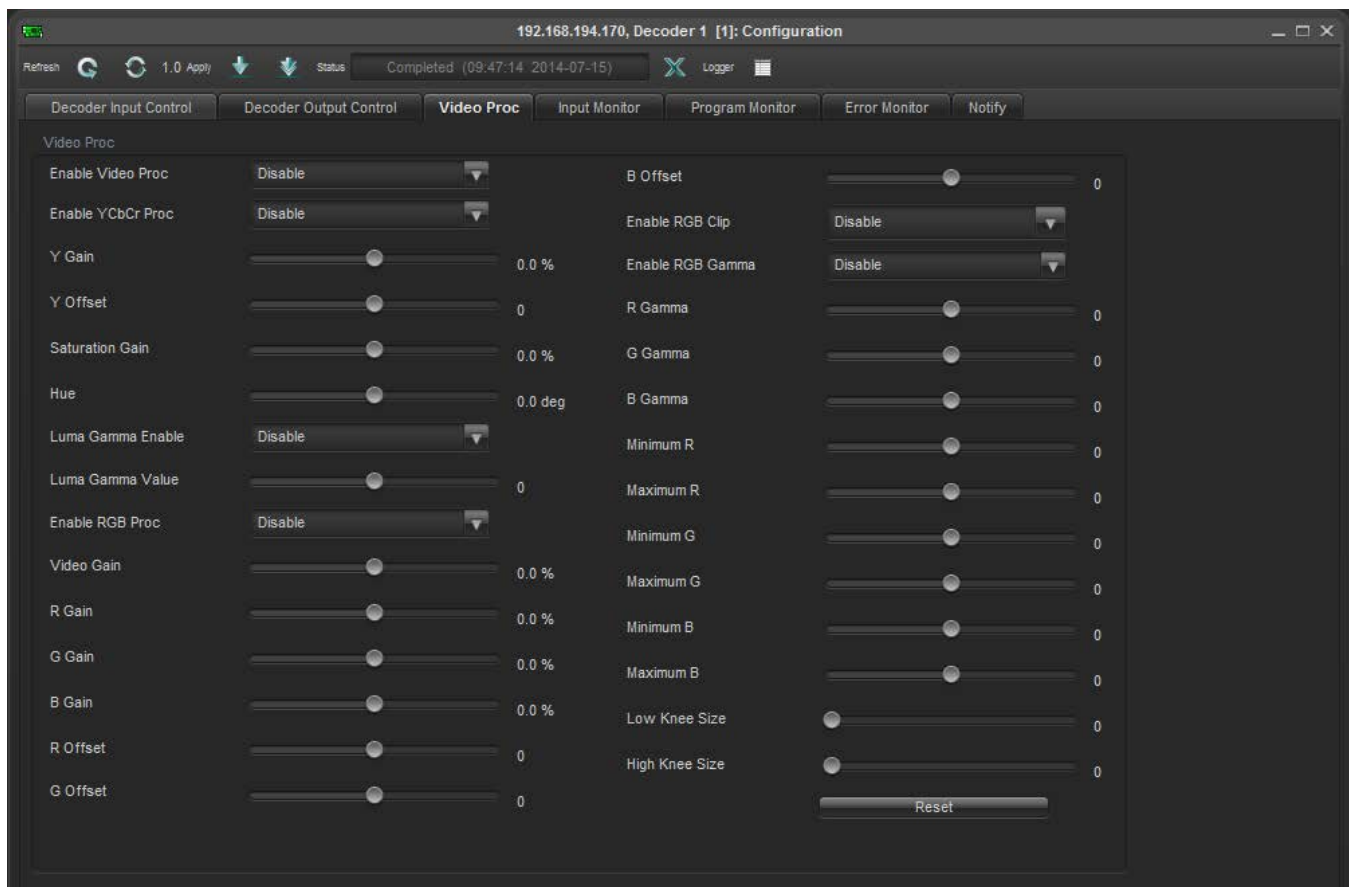 192.168.194.170, Decoder 1 [1]: Configuration
Refresh 1.0 Apply Status Completed (09:47:14 2014-07-15) Logger
Decoder Input Control Decoder Output Control Video Proc Input Monitor Program Monitor Error Monitor Notify
Video Proc
Enable Video Proc Disable
Enable YCbCr Proc Disable
Y Gain 0.0 %
Y Offset 0
Saturation Gain 0.0 %
Hue 0.0 deg
Luma Gamma Enable Disable
Luma Gamma Value 0
Enable RGB Proc Disable
Video Gain 0.0 %
R Gain 0.0 %
G Gain 0.0 %
B Gain 0.0 %
R Offset 0
G Offset 0
B Offset 0
Enable RGB Clip Disable
Enable RGB Gamma Disable
R Gamma 0
G Gamma 0
B Gamma 0
Minimum R 0
Maximum R 0
Minimum G 0
Maximum G 0
Minimum B 0
Maximum B 0
Low Knee Size 0
High Knee Size 0
Reset